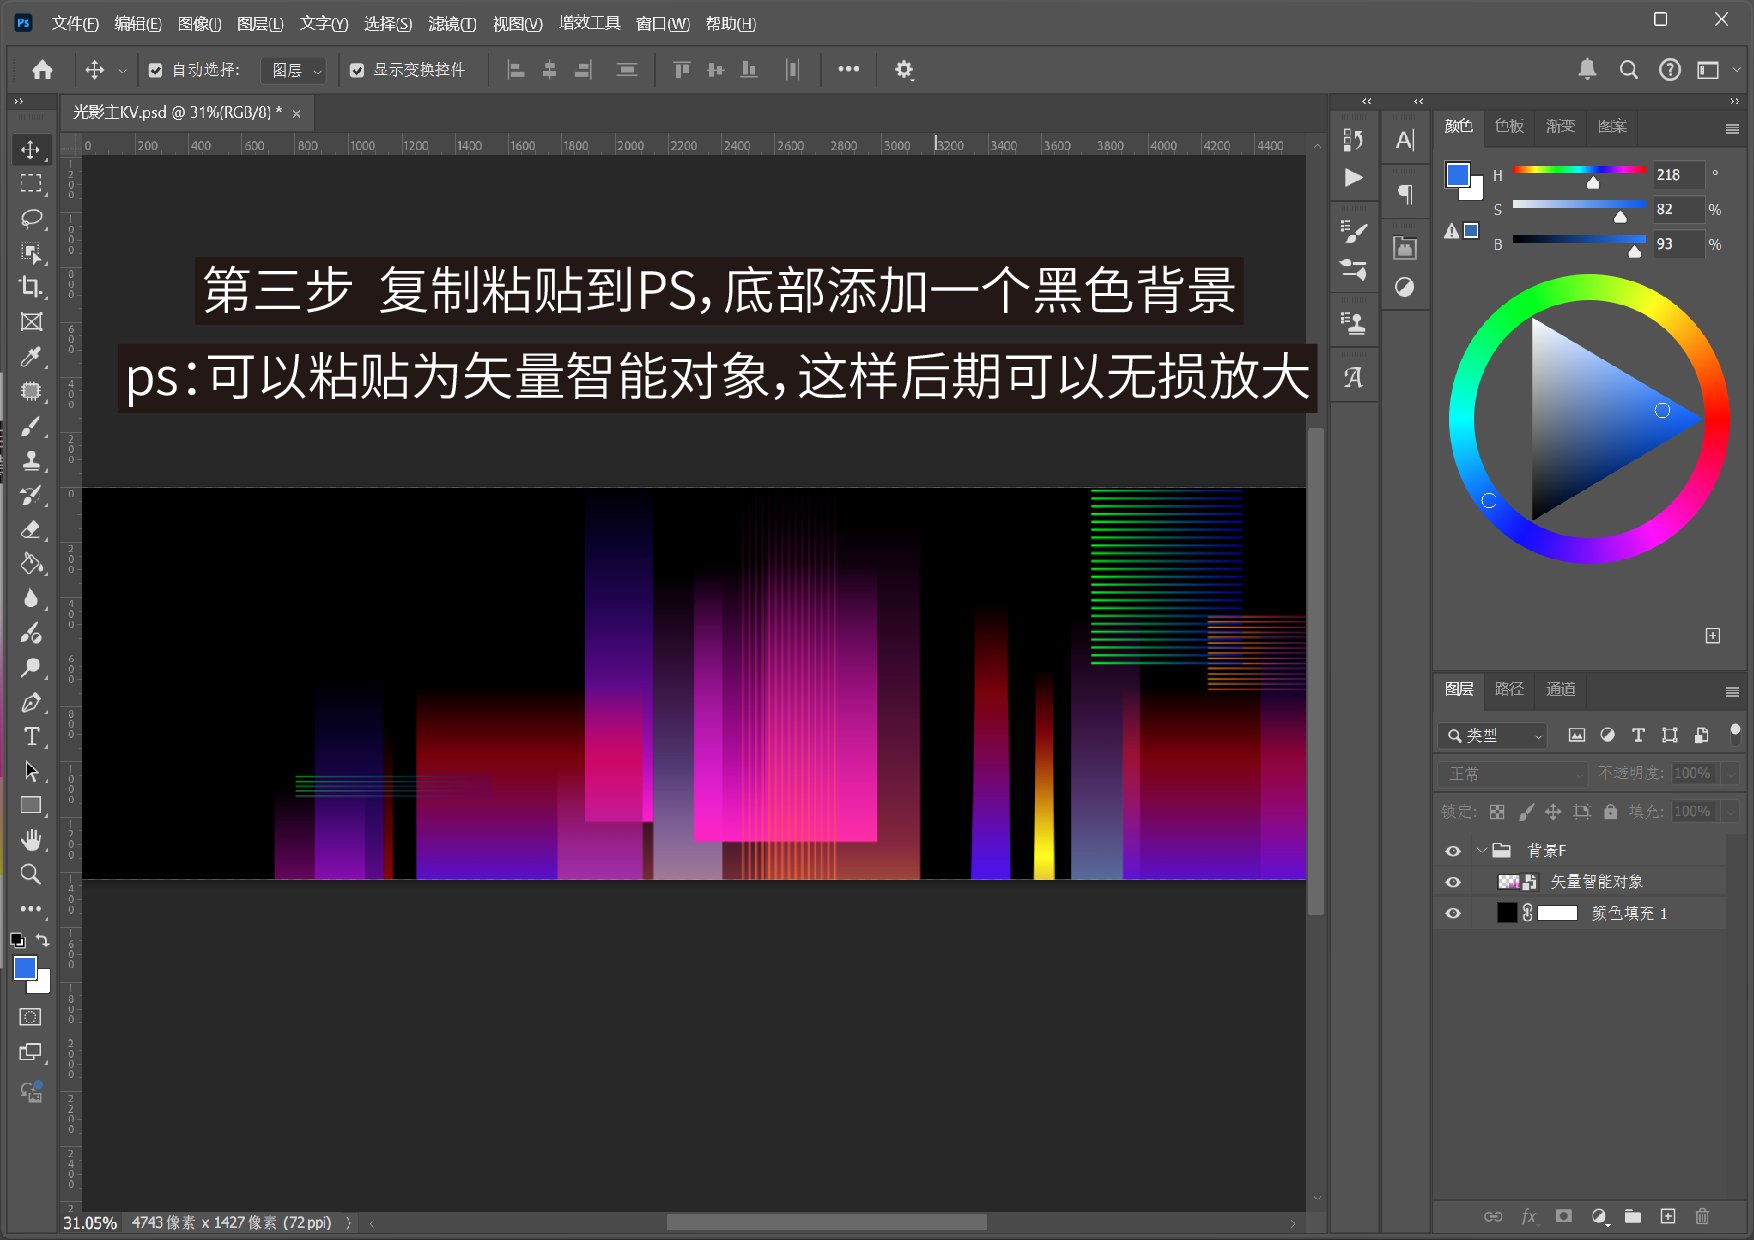 Ps 文件(F) 编辑(E) 图像(I) 图层(L) 文字(Y) 选择(S) 滤镜(T) 视图(V) 增效工具 窗口(W) 帮助(H)
自动选择: 图层 显示变换控件
光影主KV.psd @ 31%(RGB/8) *
0 200 400 600 800 1000 1200 1400 1600 1800 2000 2200 2400 2600 2800 3000 3200 3400 3600 3800 4000 4200 4400
第三步 复制粘贴到PS,底部添加一个黑色背景
ps:可以粘贴为矢量智能对象,这样后期可以无损放大
颜色 色板 渐变 图案
H 218 °
S 82 %
B 93 %
图层 路径 通道
类型
正常 不透明度: 100%
锁定: 填充: 100%
背景F
矢量智能对象
颜色填充 1
fx
31.05% 4743 像素 x 1427 像素 (72 ppi)